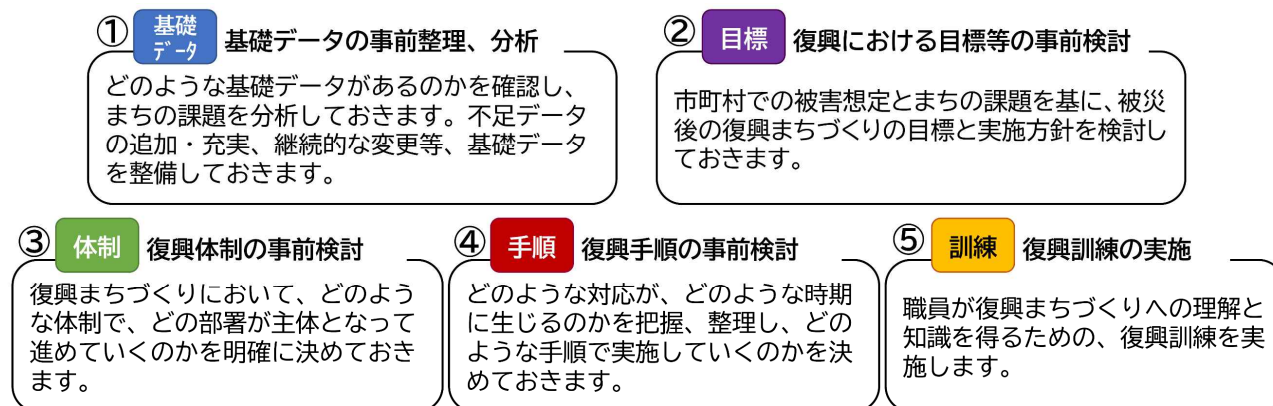 ① 基礎データ 基礎データの事前整理、分析
どのような基礎データがあるのかを確認し、
まちの課題を分析しておきます。不足データ
の追加・充実、継続的な変更等、基礎データ
を整備しておきます。
② 目標 復興における目標等の事前検討
市町村での被害想定とまちの課題を基に、被災
後の復興まちづくりの目標と実施方針を検討し
ておきます。
③ 体制 復興体制の事前検討
復興まちづくりにおいて、どのよう
な体制で、どの部署が主体となって
進めていくのかを明確に決めておき
ます。
④ 手順 復興手順の事前検討
どのような対応が、どのような時期
に生じるのかを把握、整理し、どの
ような手順で実施していくのかを決
めておきます。
⑤ 訓練 復興訓練の実施
職員が復興まちづくりへの理解と
知識を得るための、復興訓練を実
施します。